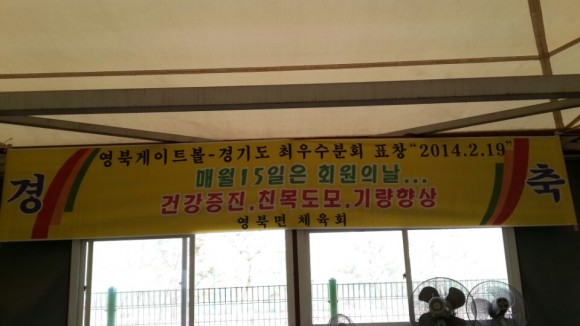 경 축
영북게이트볼-경기도 최우수분회 표창"2014.2.19"
매월15일은 회원의날...
건강증진,친목도모,기량향상
영북면 체육회